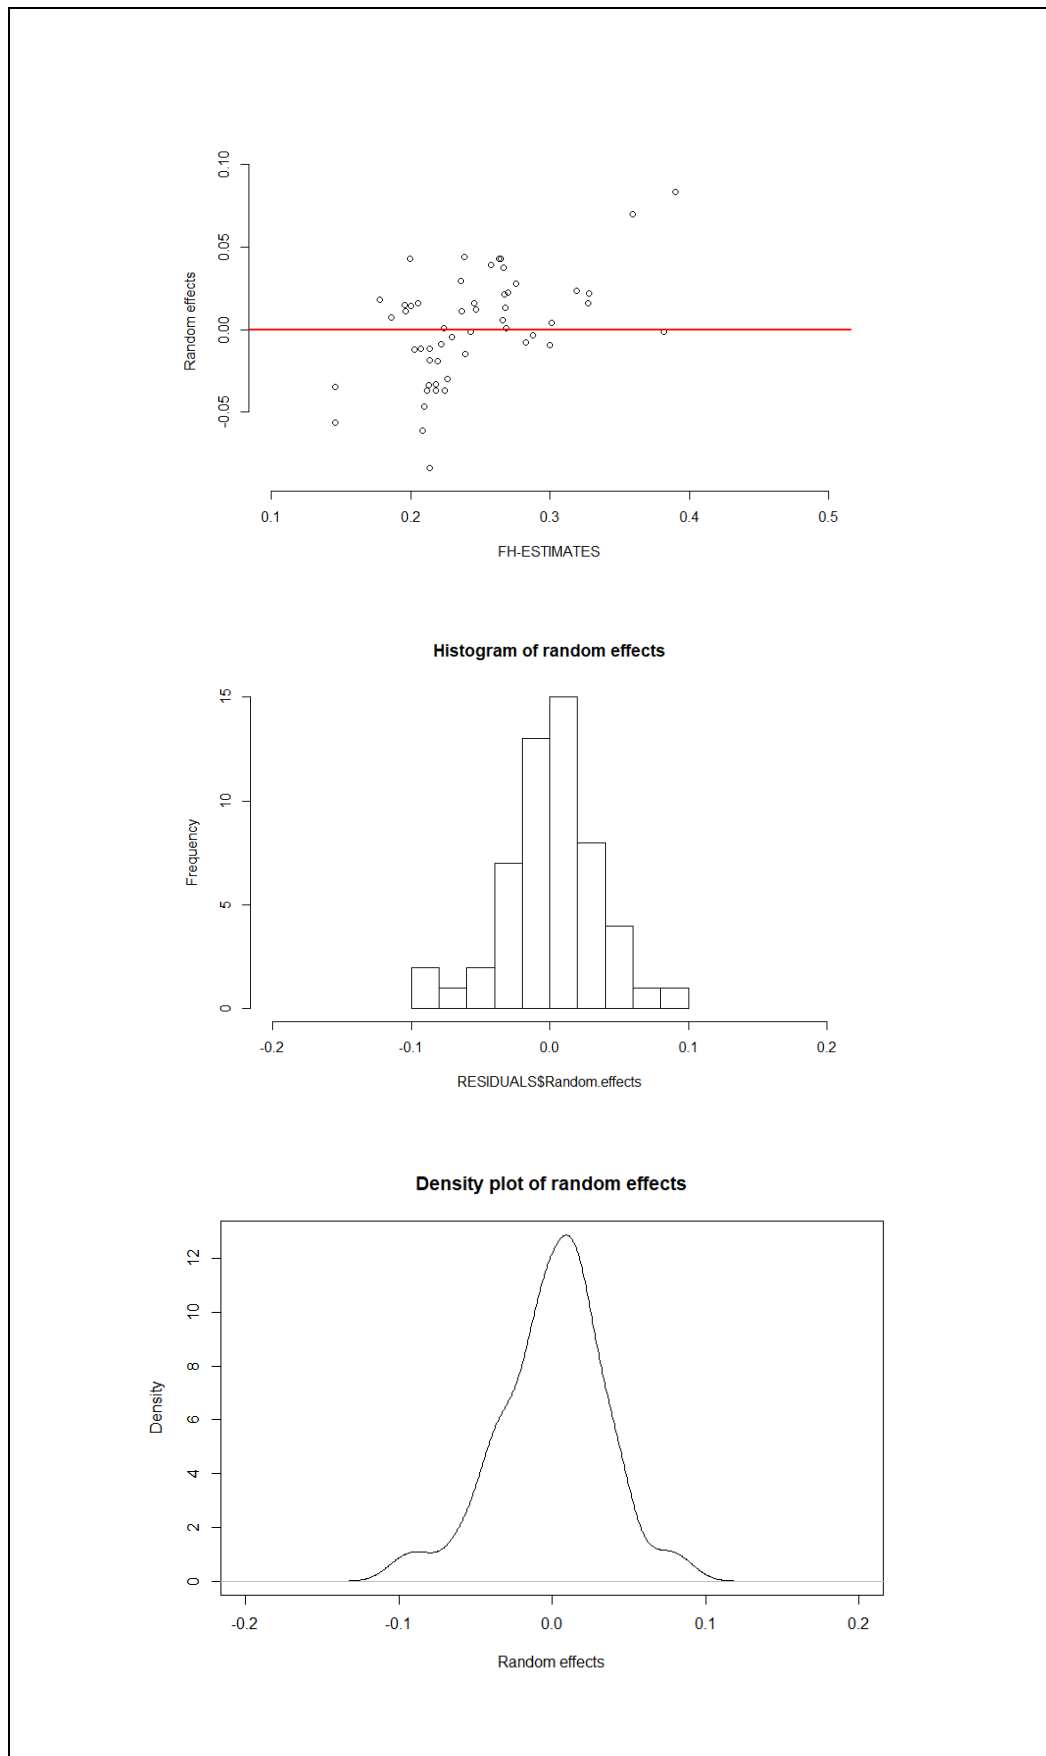 0.10
0.05
0.00
-0.05
Random effects
0.1 0.2 0.3 0.4 0.5
FH-ESTIMATES
Histogram of random effects
15
10
5
0
Frequency
-0.2 -0.1 0.0 0.1 0.2
RESIDUALS$Random.effects
Density plot of random effects
12
10
8
6
4
2
0
Density
-0.2 -0.1 0.0 0.1 0.2
Random effects